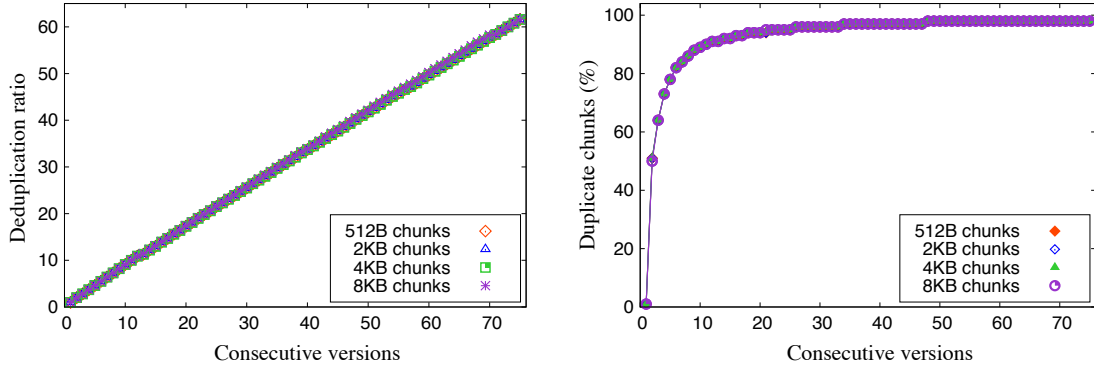 60
50
40
30
20
10
0
Deduplication ratio
512B chunks
2KB chunks
4KB chunks
8KB chunks
0 10 20 30 40 50 60 70
Consecutive versions
100
80
60
40
20
0
Duplicate chunks (%)
512B chunks
2KB chunks
4KB chunks
8KB chunks
0 10 20 30 40 50 60 70
Consecutive versions